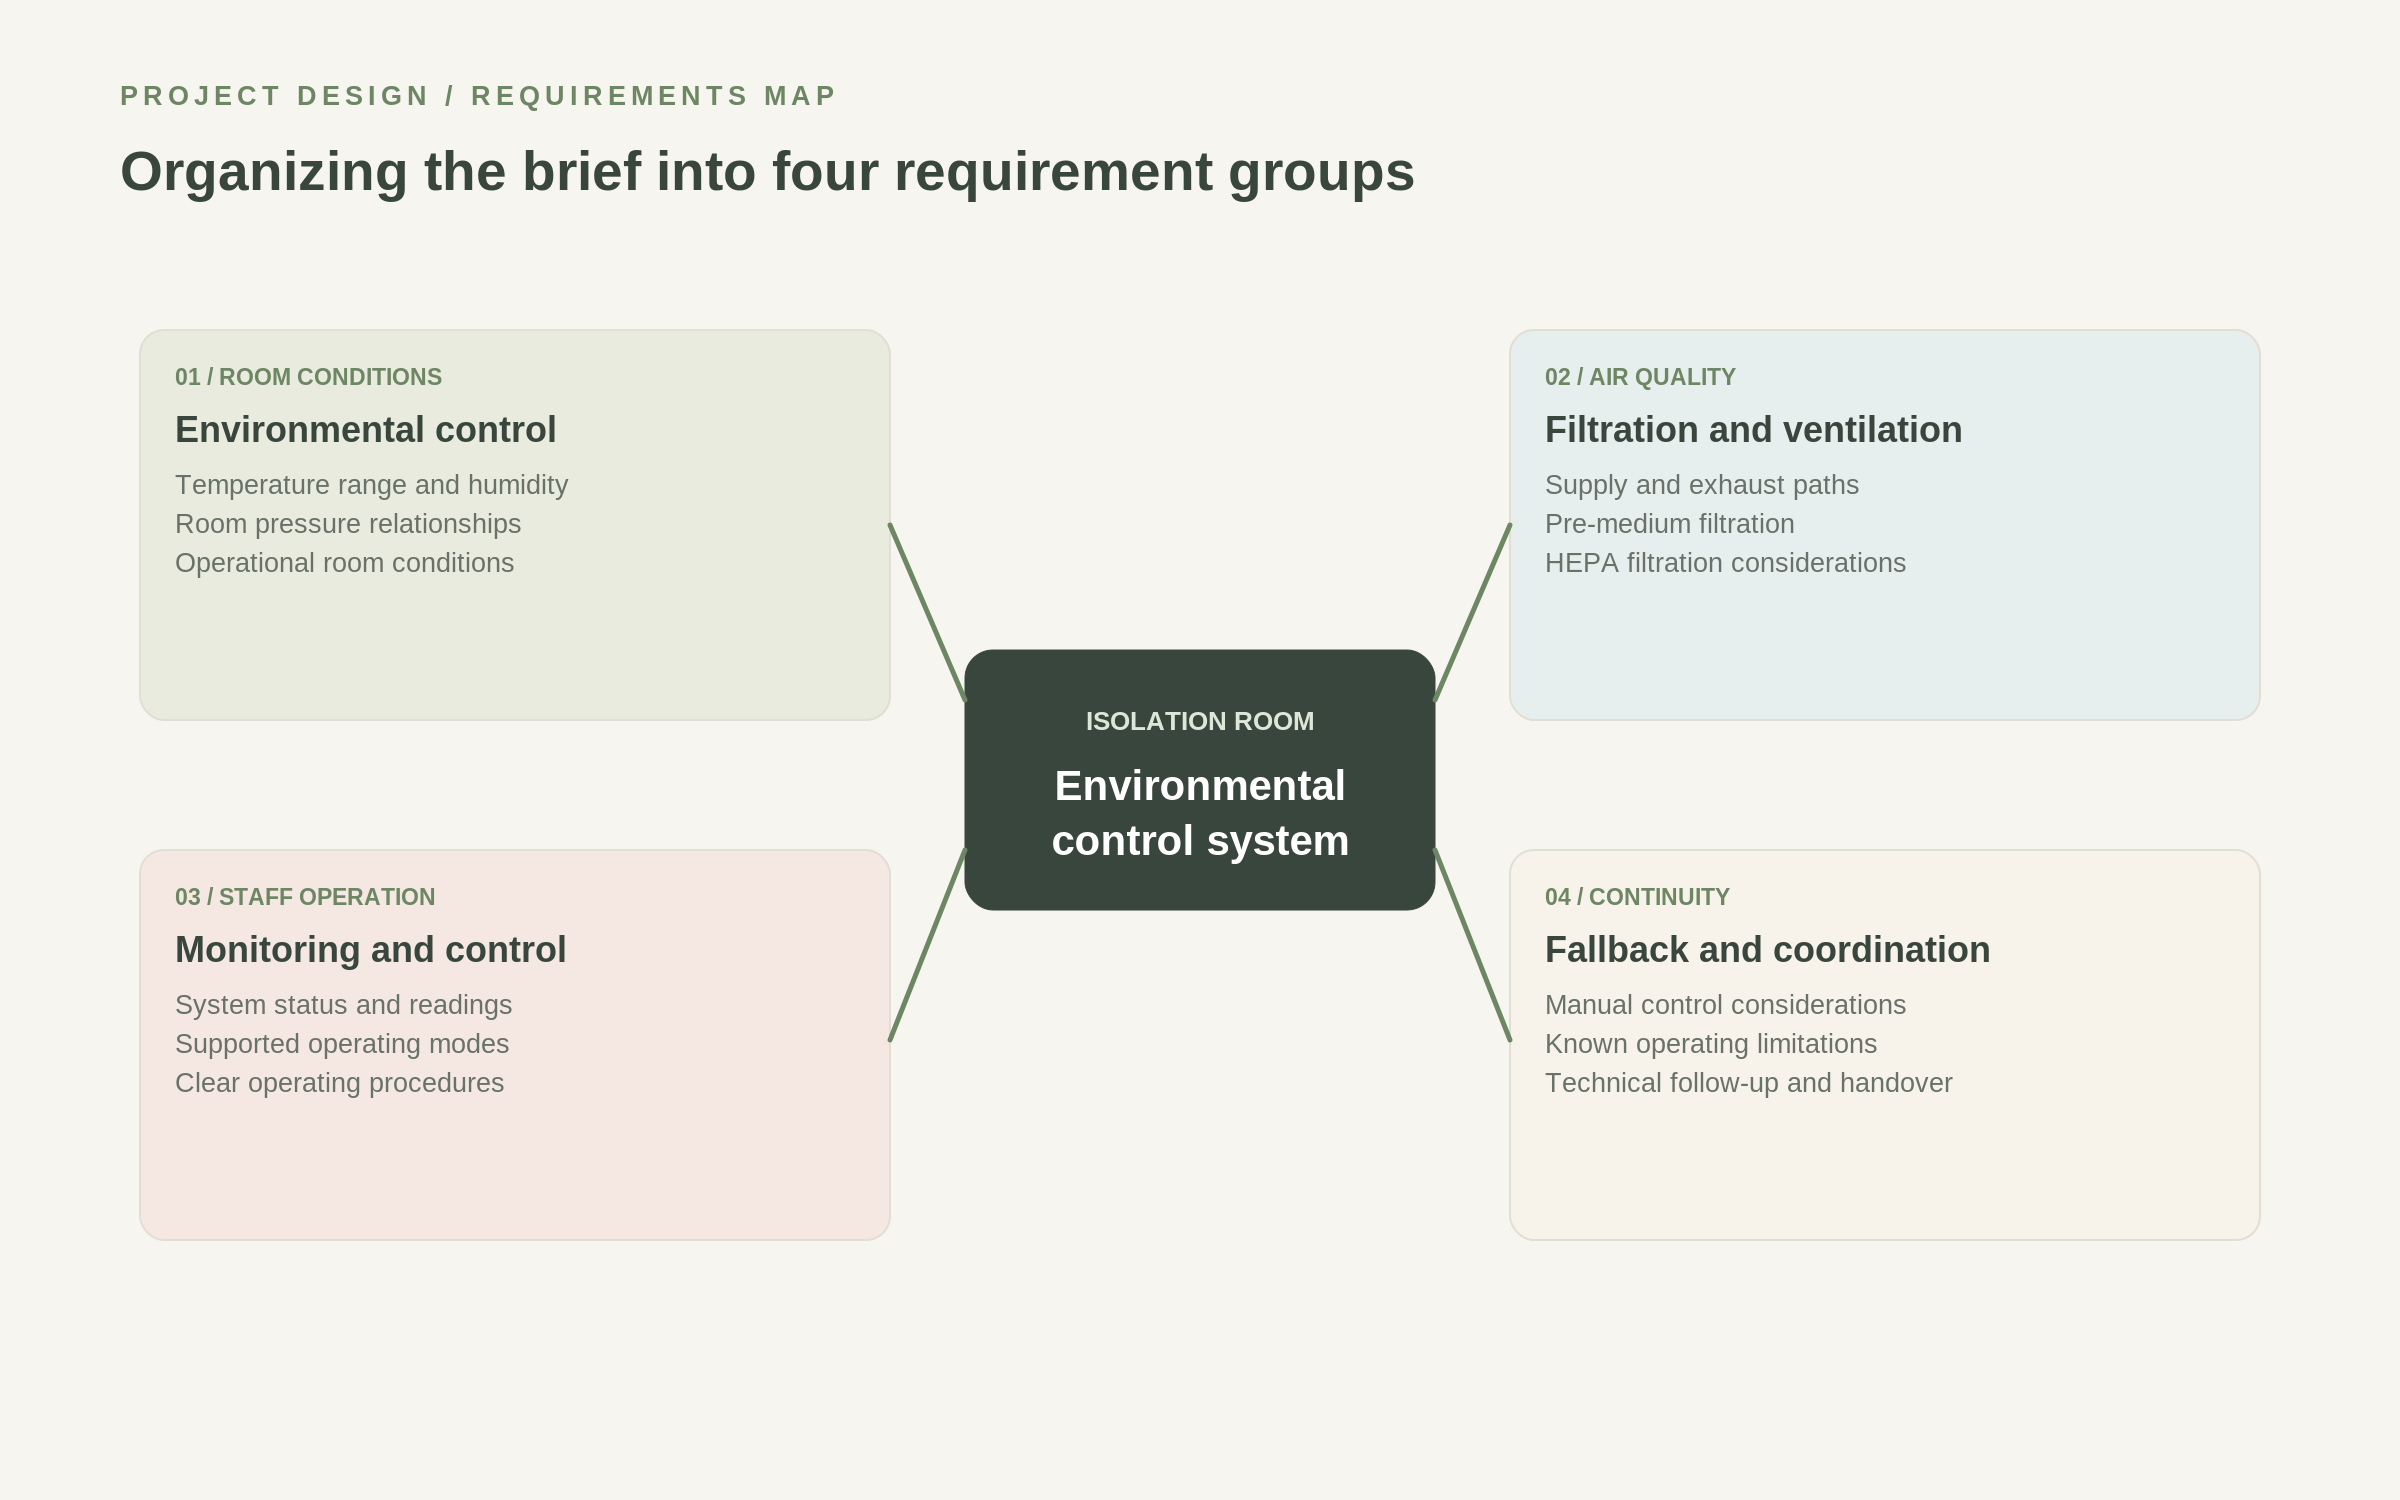 PROJECT DESIGN / REQUIREMENTS MAP
Organizing the brief into four requirement groups
01 / ROOM CONDITIONS
Environmental control
Temperature range and humidity
Room pressure relationships
Operational room conditions
02 / AIR QUALITY
Filtration and ventilation
Supply and exhaust paths
Pre-medium filtration
HEPA filtration considerations
ISOLATION ROOM
Environmental
control system
03 / STAFF OPERATION
Monitoring and control
System status and readings
Supported operating modes
Clear operating procedures
04 / CONTINUITY
Fallback and coordination
Manual control considerations
Known operating limitations
Technical follow-up and handover